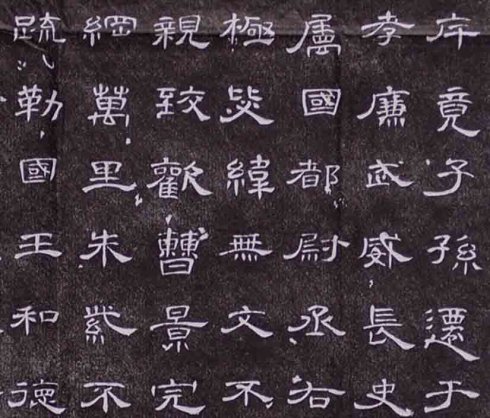 斥竟子孫遷于
孝廉武威長史
屬國都尉丞右
極毖緯無文不
親致歡曹景完
綱萬里朱紫不
疏勒國王和德